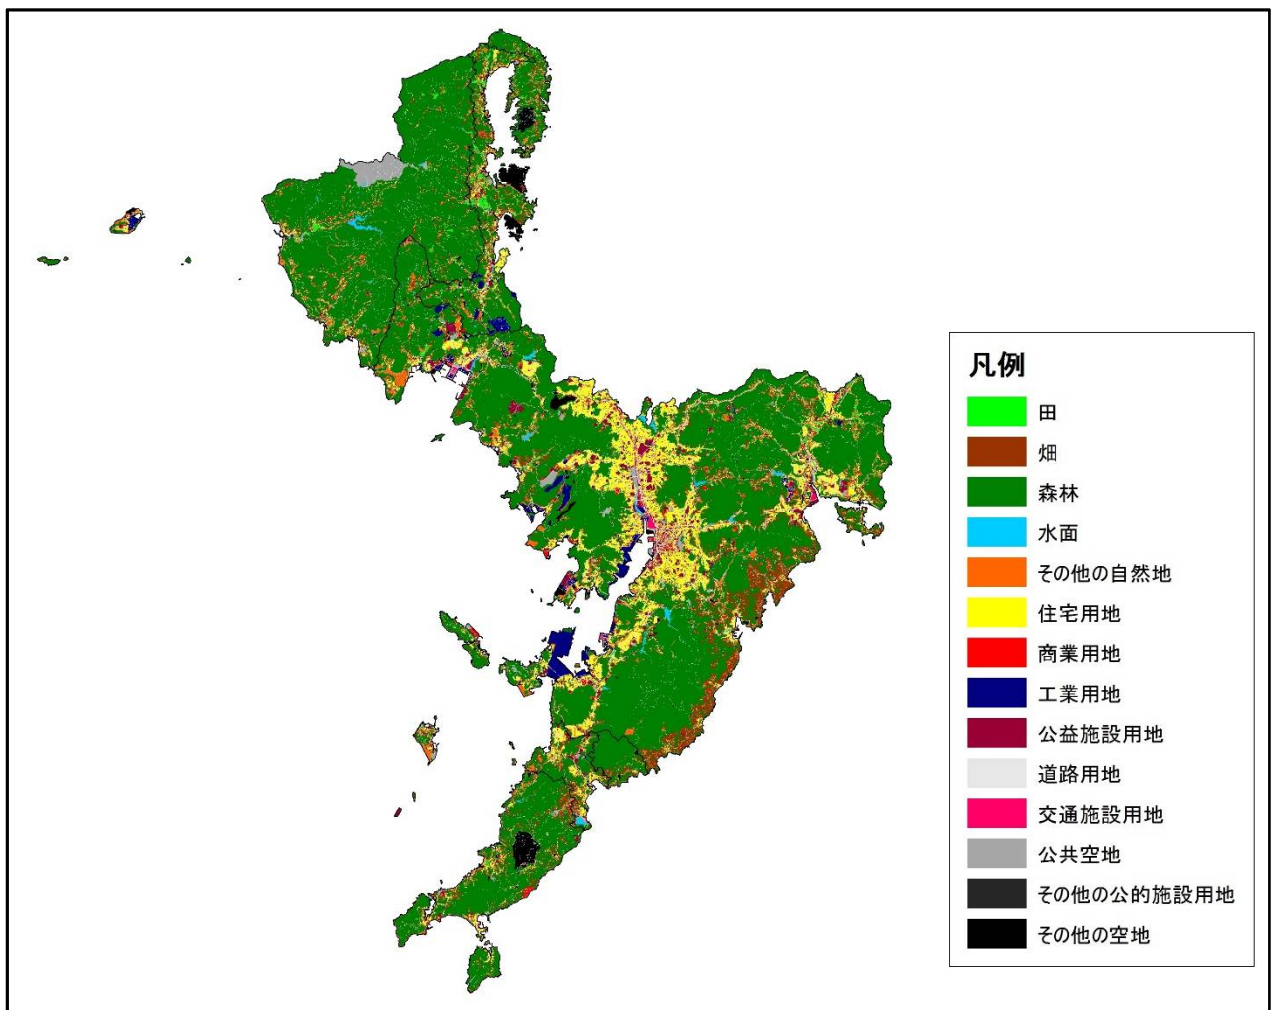 凡例
田
畑
森林
水面
その他の自然地
住宅用地
商業用地
工業用地
公益施設用地
道路用地
交通施設用地
公共空地
その他の公的施設用地
その他の空地